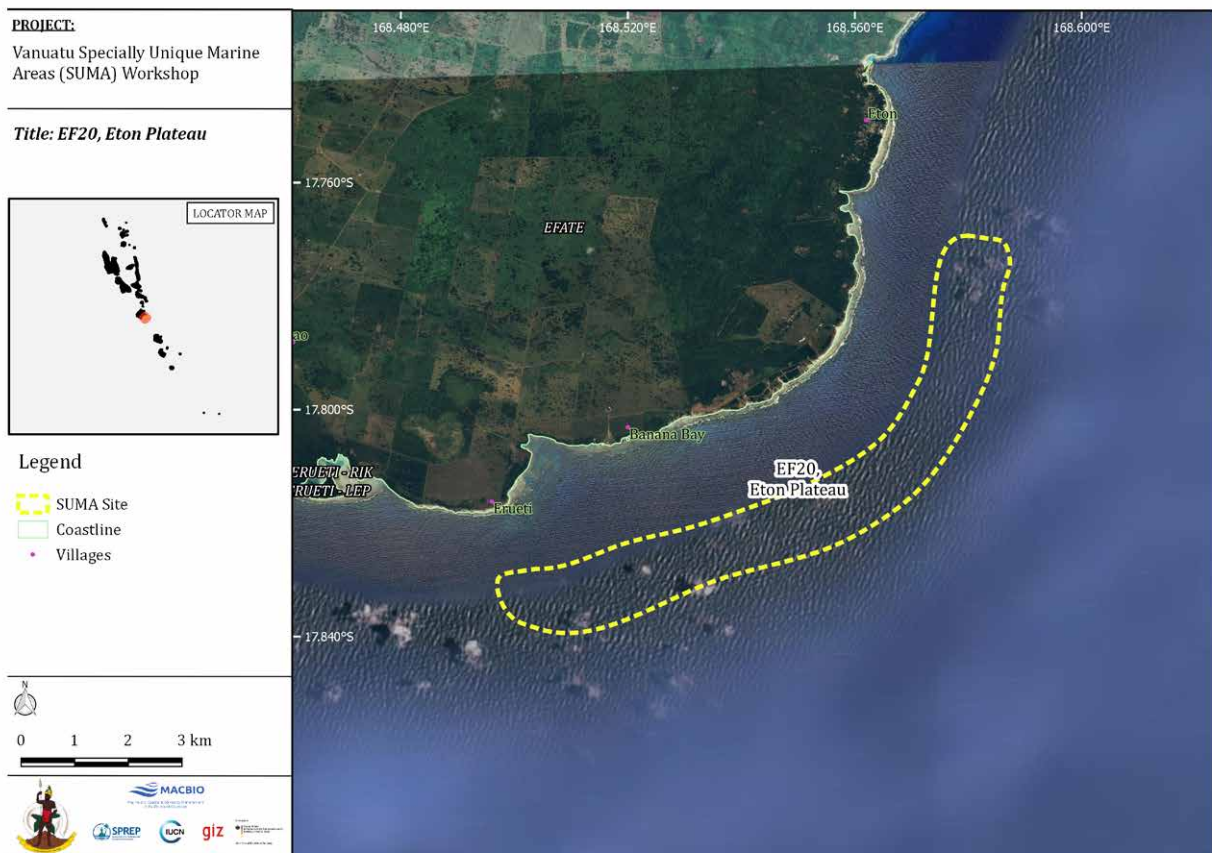 PROJECT:
Vanuatu Specially Unique Marine
Areas (SUMA) Workshop
Title: EF20, Eton Plateau
LOCATOR MAP
Legend
SUMA Site
Coastline
Villages
N
0 1 2 3 km
MACBIO
SPREP
IUCN
giz
168.480°E 168.520°E 168.560°E 168.600°E
17.760°S
17.800°S
17.840°S
Eton
EFATE
ao
Banana Bay
ERUETI - RIK
ERUETI - LEP
Erueti
EF20,
Eton Plateau